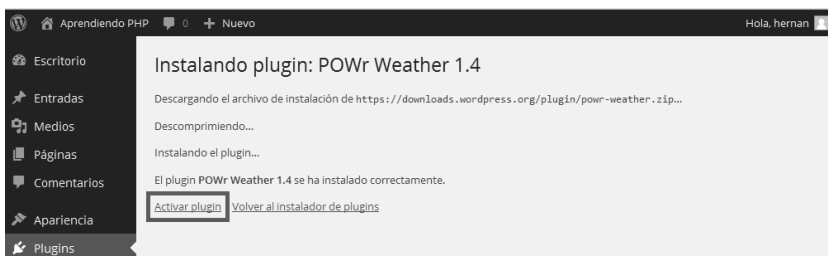 Aprendiendo PHP 0 + Nuevo Hola, hernan
Escritorio
Entradas
Medios
Páginas
Comentarios
Apariencia
Plugins
Instalando plugin: POWr Weather 1.4
Descargando el archivo de instalación de https://downloads.wordpress.org/plugin/powr-weather.zip…
Descomprimiendo…
Instalando el plugin…
El plugin POWr Weather 1.4 se ha instalado correctamente.
Activar plugin Volver al instalador de plugins